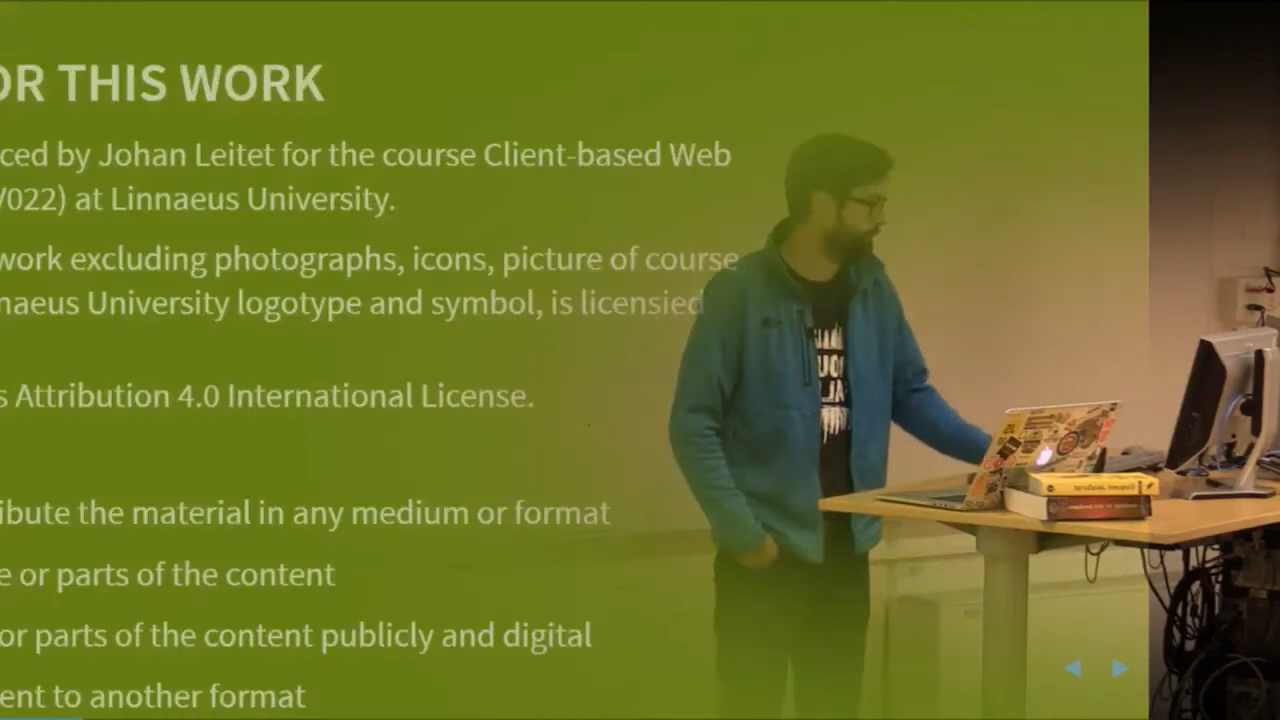 OR THIS WORK
ced by Johan Leitet for the course Client-based Web
/022) at Linnaeus University.
work excluding photographs, icons, picture of course
naeus University logotype and symbol, is licensied
s Attribution 4.0 International License.
ibute the material in any medium or format
e or parts of the content
or parts of the content publicly and digital
ent to another format